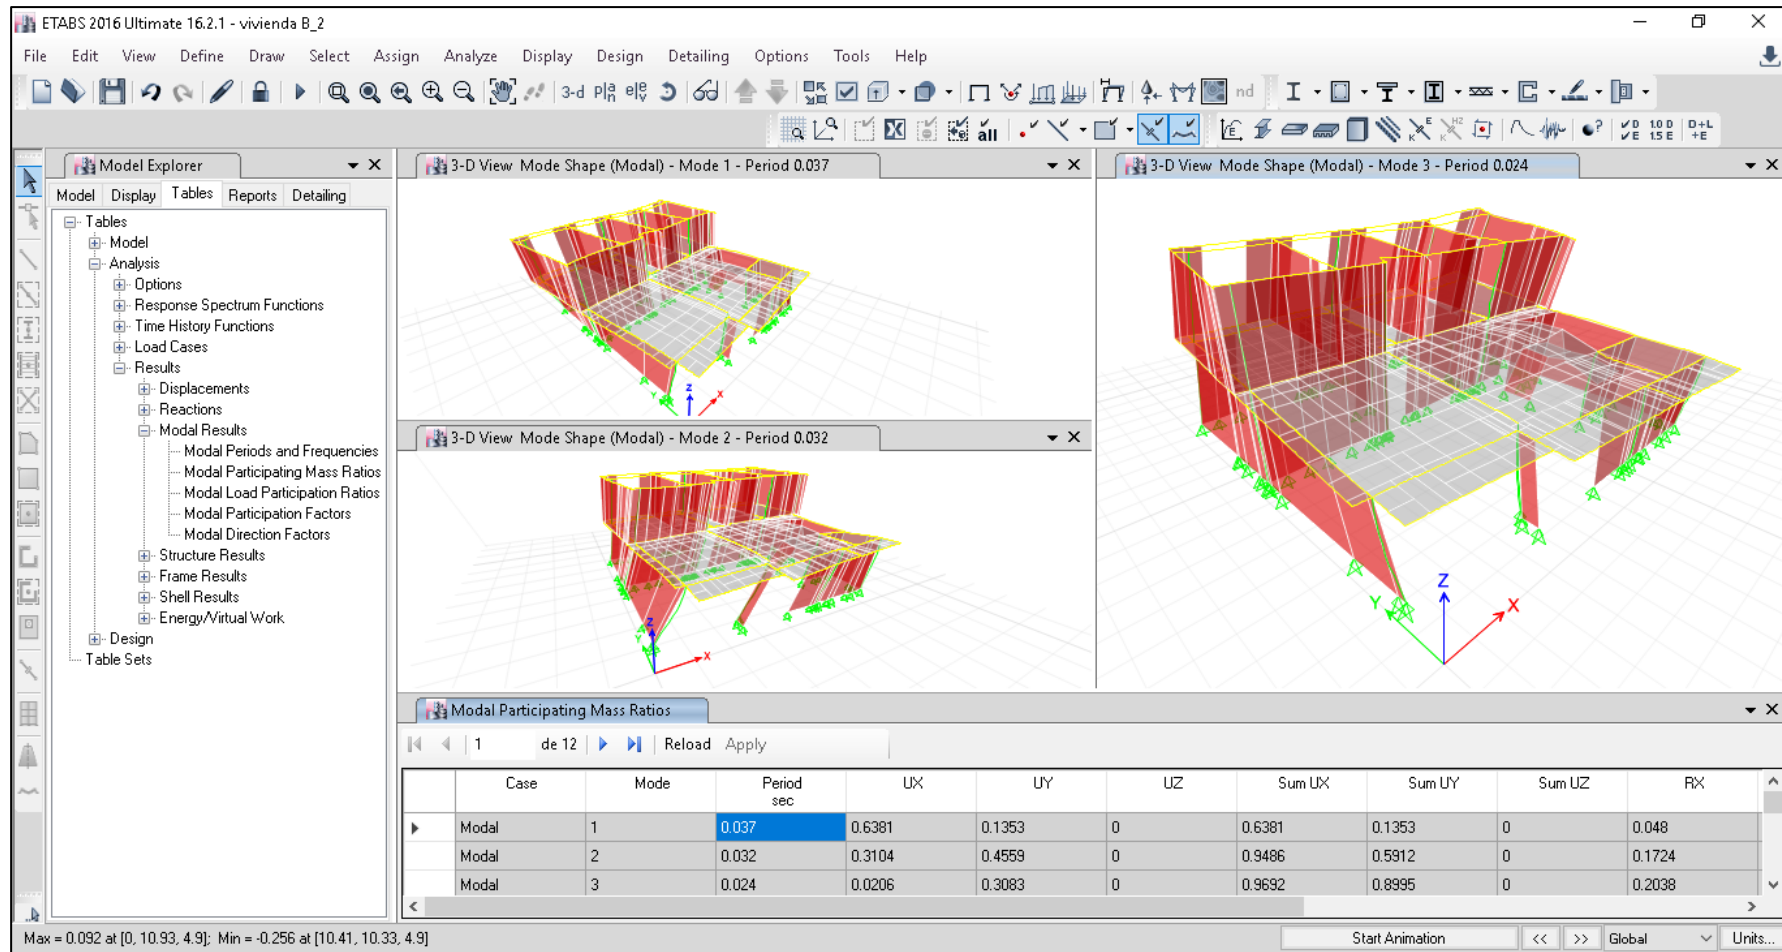 ETABS 2016 Ultimate 16.2.1 - vivienda B_2
File Edit View Define Draw Select Assign Analyze Display Design Detailing Options Tools Help
3-d
nd
all
Model Explorer
Model Display Tables Reports Detailing
Tables
Model
Analysis
Options
Response Spectrum Functions
Time History Functions
Load Cases
Results
Displacements
Reactions
Modal Results
Modal Periods and Frequencies
Modal Participating Mass Ratios
Modal Load Participation Ratios
Modal Participation Factors
Modal Direction Factors
Structure Results
Frame Results
Shell Results
Energy/Virtual Work
Design
Table Sets
3-D View Mode Shape (Modal) - Mode 1 - Period 0.037
Z
Y
X
3-D View Mode Shape (Modal) - Mode 2 - Period 0.032
Z
X
3-D View Mode Shape (Modal) - Mode 3 - Period 0.024
Z
Y
X
Modal Participating Mass Ratios
1 de 12 Reload Apply
Case Mode Period UX UY UZ Sum UX Sum UY Sum UZ RX
sec
Modal 1 0.037 0.6381 0.1353 0 0.6381 0.1353 0 0.048
Modal 2 0.032 0.3104 0.4559 0 0.9486 0.5912 0 0.1724
Modal 3 0.024 0.0206 0.3083 0 0.9692 0.8995 0 0.2038
Max = 0.092 at [0, 10.93, 4.9]; Min = -0.256 at [10.41, 10.33, 4.9]
Start Animation << >> Global Units...